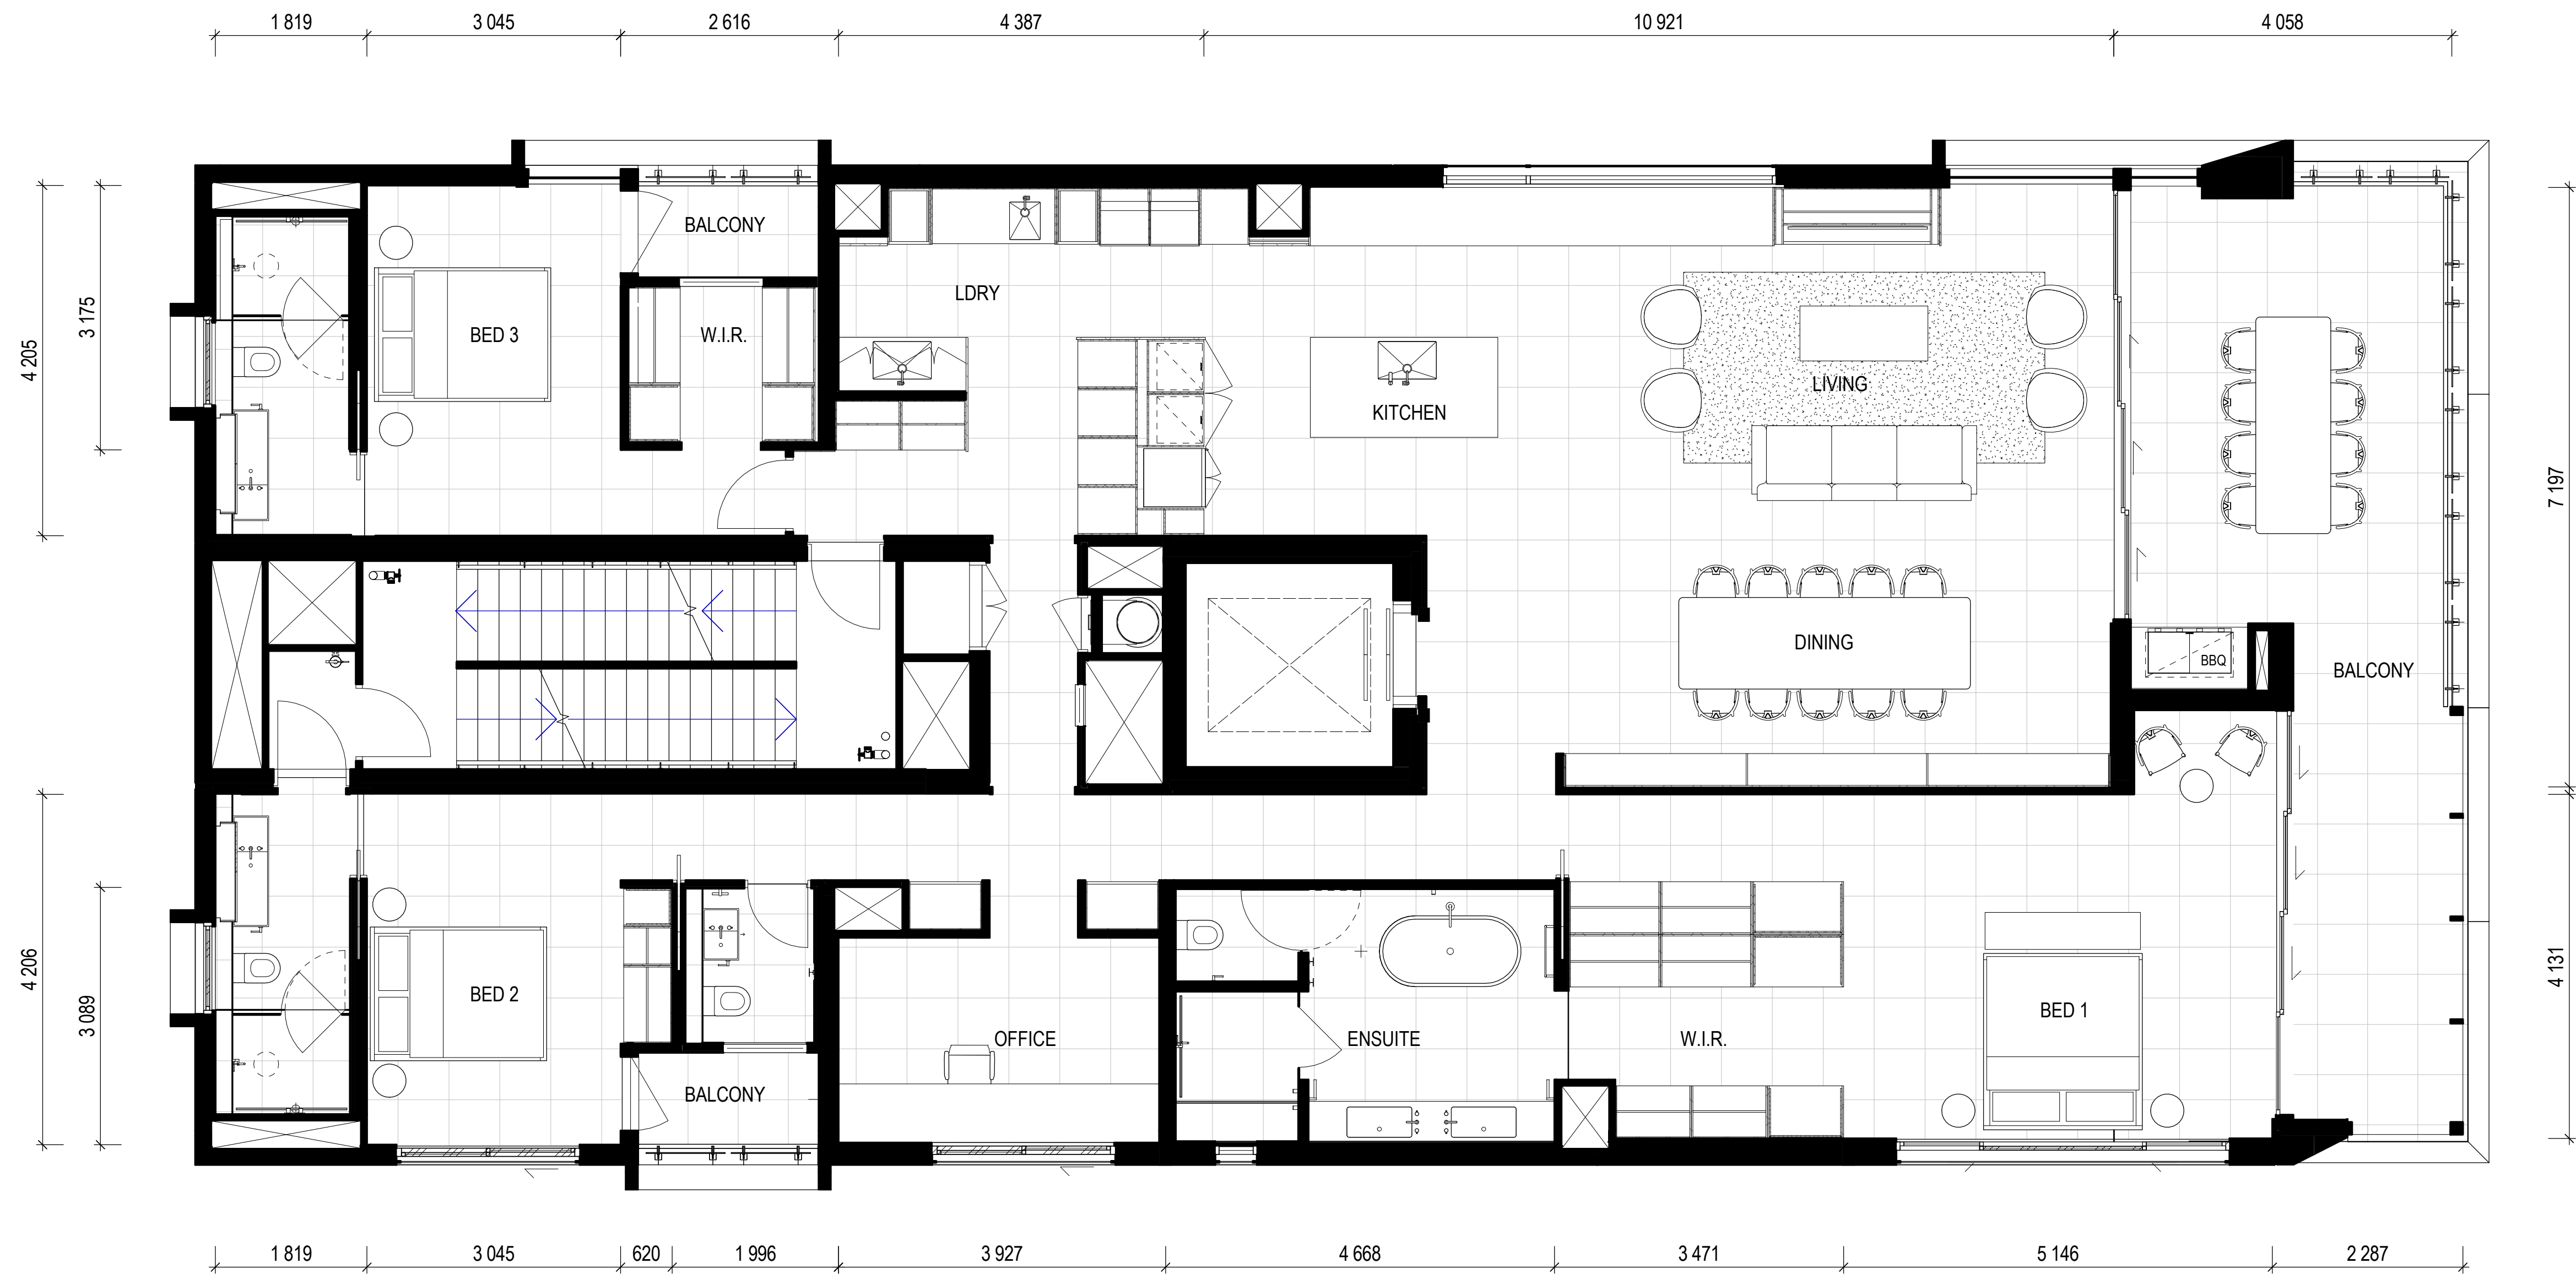 1 819 3 045 2 616 4 387 10 921 4 058
BALCONY
LDRY
BED 3
W.I.R.
3 175
4 205
LIVING
KITCHEN
7 197
DINING
BBQ
BALCONY
BED 2
BED 1
4 206
3 089
4 131
OFFICE
ENSUITE
W.I.R.
BALCONY
1 819 3 045 620 1 996 3 927 4 668 3 471 5 146 2 287